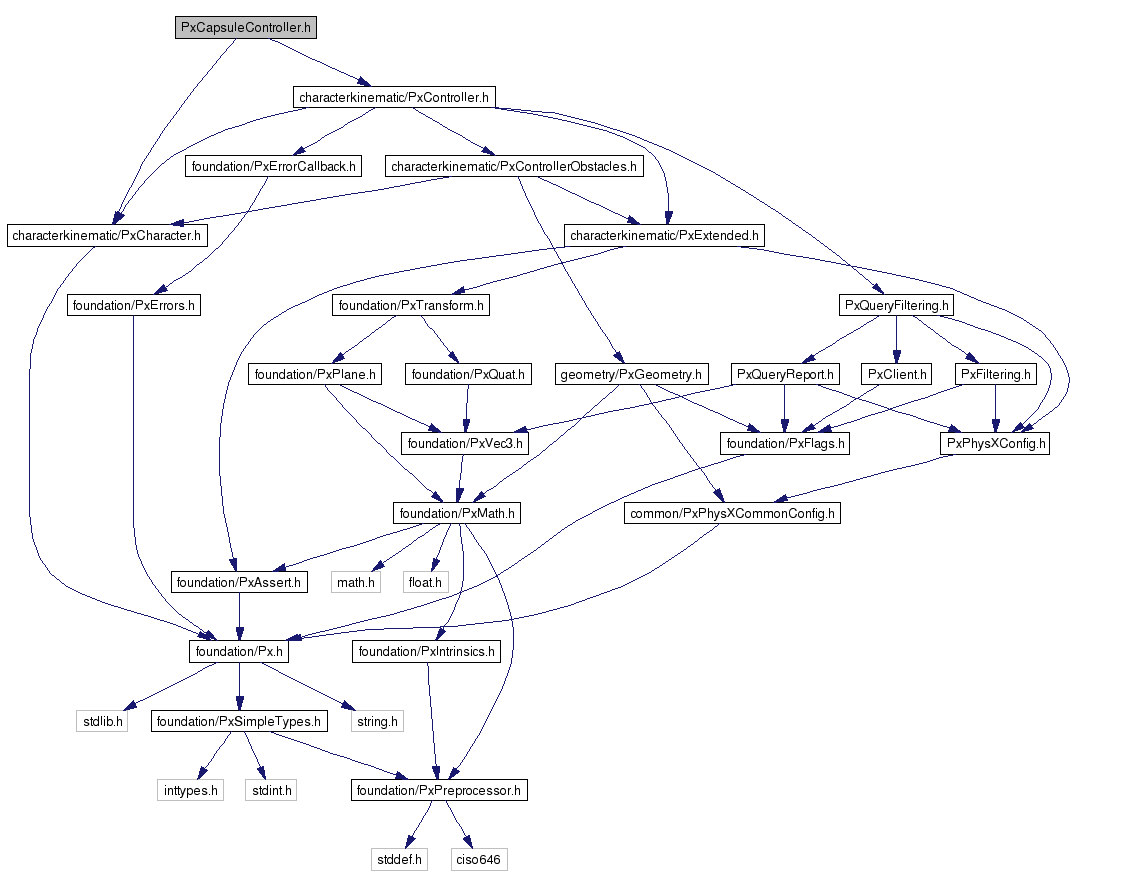 PxCapsuleController.h
characterkinematic/PxController.h
foundation/PxErrorCallback.h
characterkinematic/PxControllerObstacles.h
characterkinematic/PxCharacter.h
characterkinematic/PxExtended.h
foundation/PxErrors.h
foundation/PxTransform.h
PxQueryFiltering.h
foundation/PxPlane.h
foundation/PxQuat.h
geometry/PxGeometry.h
PxQueryReport.h
PxClient.h
PxFiltering.h
foundation/PxVec3.h
foundation/PxFlags.h
PxPhysXConfig.h
foundation/PxMath.h
common/PxPhysXCommonConfig.h
foundation/PxAssert.h
math.h
float.h
foundation/Px.h
foundation/PxIntrinsics.h
stdlib.h
foundation/PxSimpleTypes.h
string.h
inttypes.h
stdint.h
foundation/PxPreprocessor.h
stddef.h
ciso646